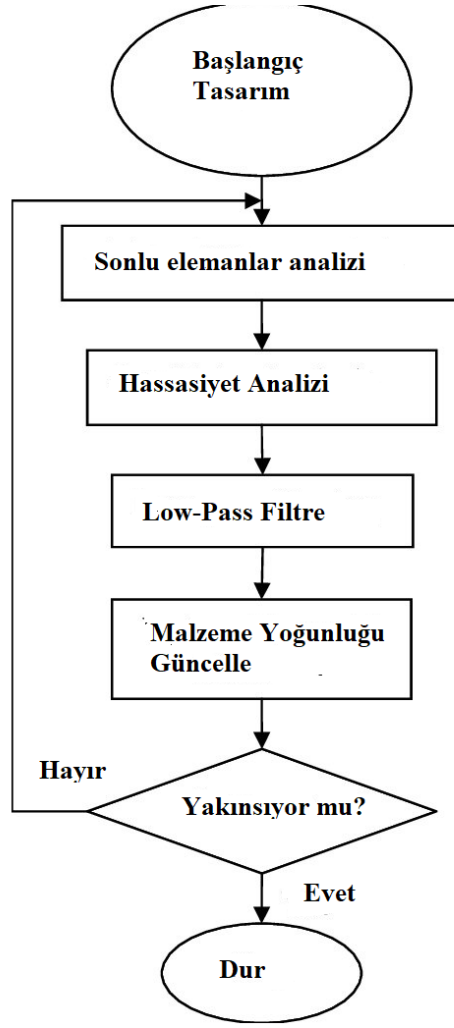 Başlangıç
Tasarım
Sonlu elemanlar analizi
Hassasiyet Analizi
Low-Pass Filtre
Malzeme Yoğunluğu
Güncelle
Hayır
Yakınsıyor mu?
Evet
Dur